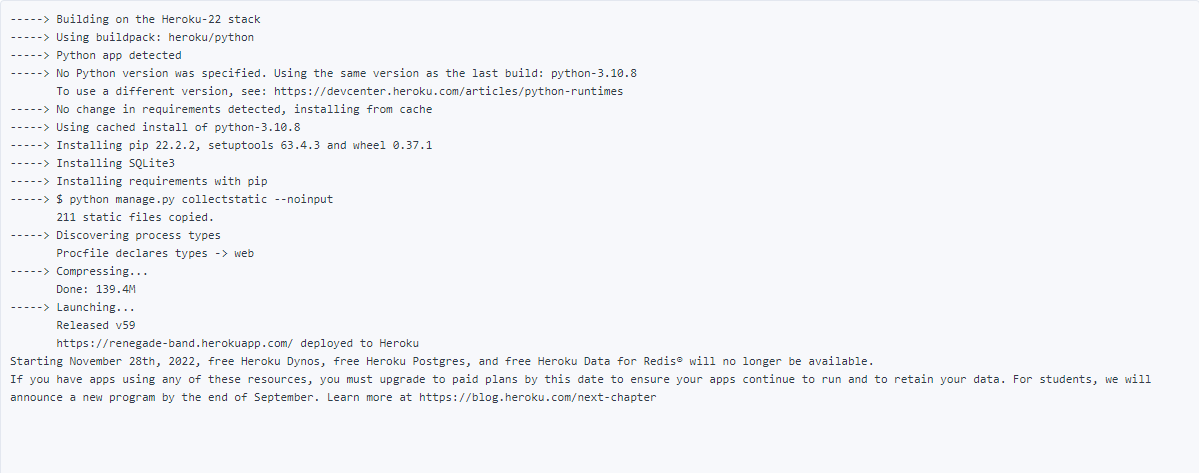 -----> Building on the Heroku-22 stack
-----> Using buildpack: heroku/python
-----> Python app detected
-----> No Python version was specified. Using the same version as the last build: python-3.10.8
       To use a different version, see: https://devcenter.heroku.com/articles/python-runtimes
-----> No change in requirements detected, installing from cache
-----> Using cached install of python-3.10.8
-----> Installing pip 22.2.2, setuptools 63.4.3 and wheel 0.37.1
-----> Installing SQLite3
-----> Installing requirements with pip
-----> $ python manage.py collectstatic --noinput
       211 static files copied.
-----> Discovering process types
       Procfile declares types -> web
-----> Compressing...
       Done: 139.4M
-----> Launching...
       Released v59
       https://renegade-band.herokuapp.com/ deployed to Heroku
Starting November 28th, 2022, free Heroku Dynos, free Heroku Postgres, and free Heroku Data for Redis® will no longer be available.
If you have apps using any of these resources, you must upgrade to paid plans by this date to ensure your apps continue to run and to retain your data. For students, we will
announce a new program by the end of September. Learn more at https://blog.heroku.com/next-chapter